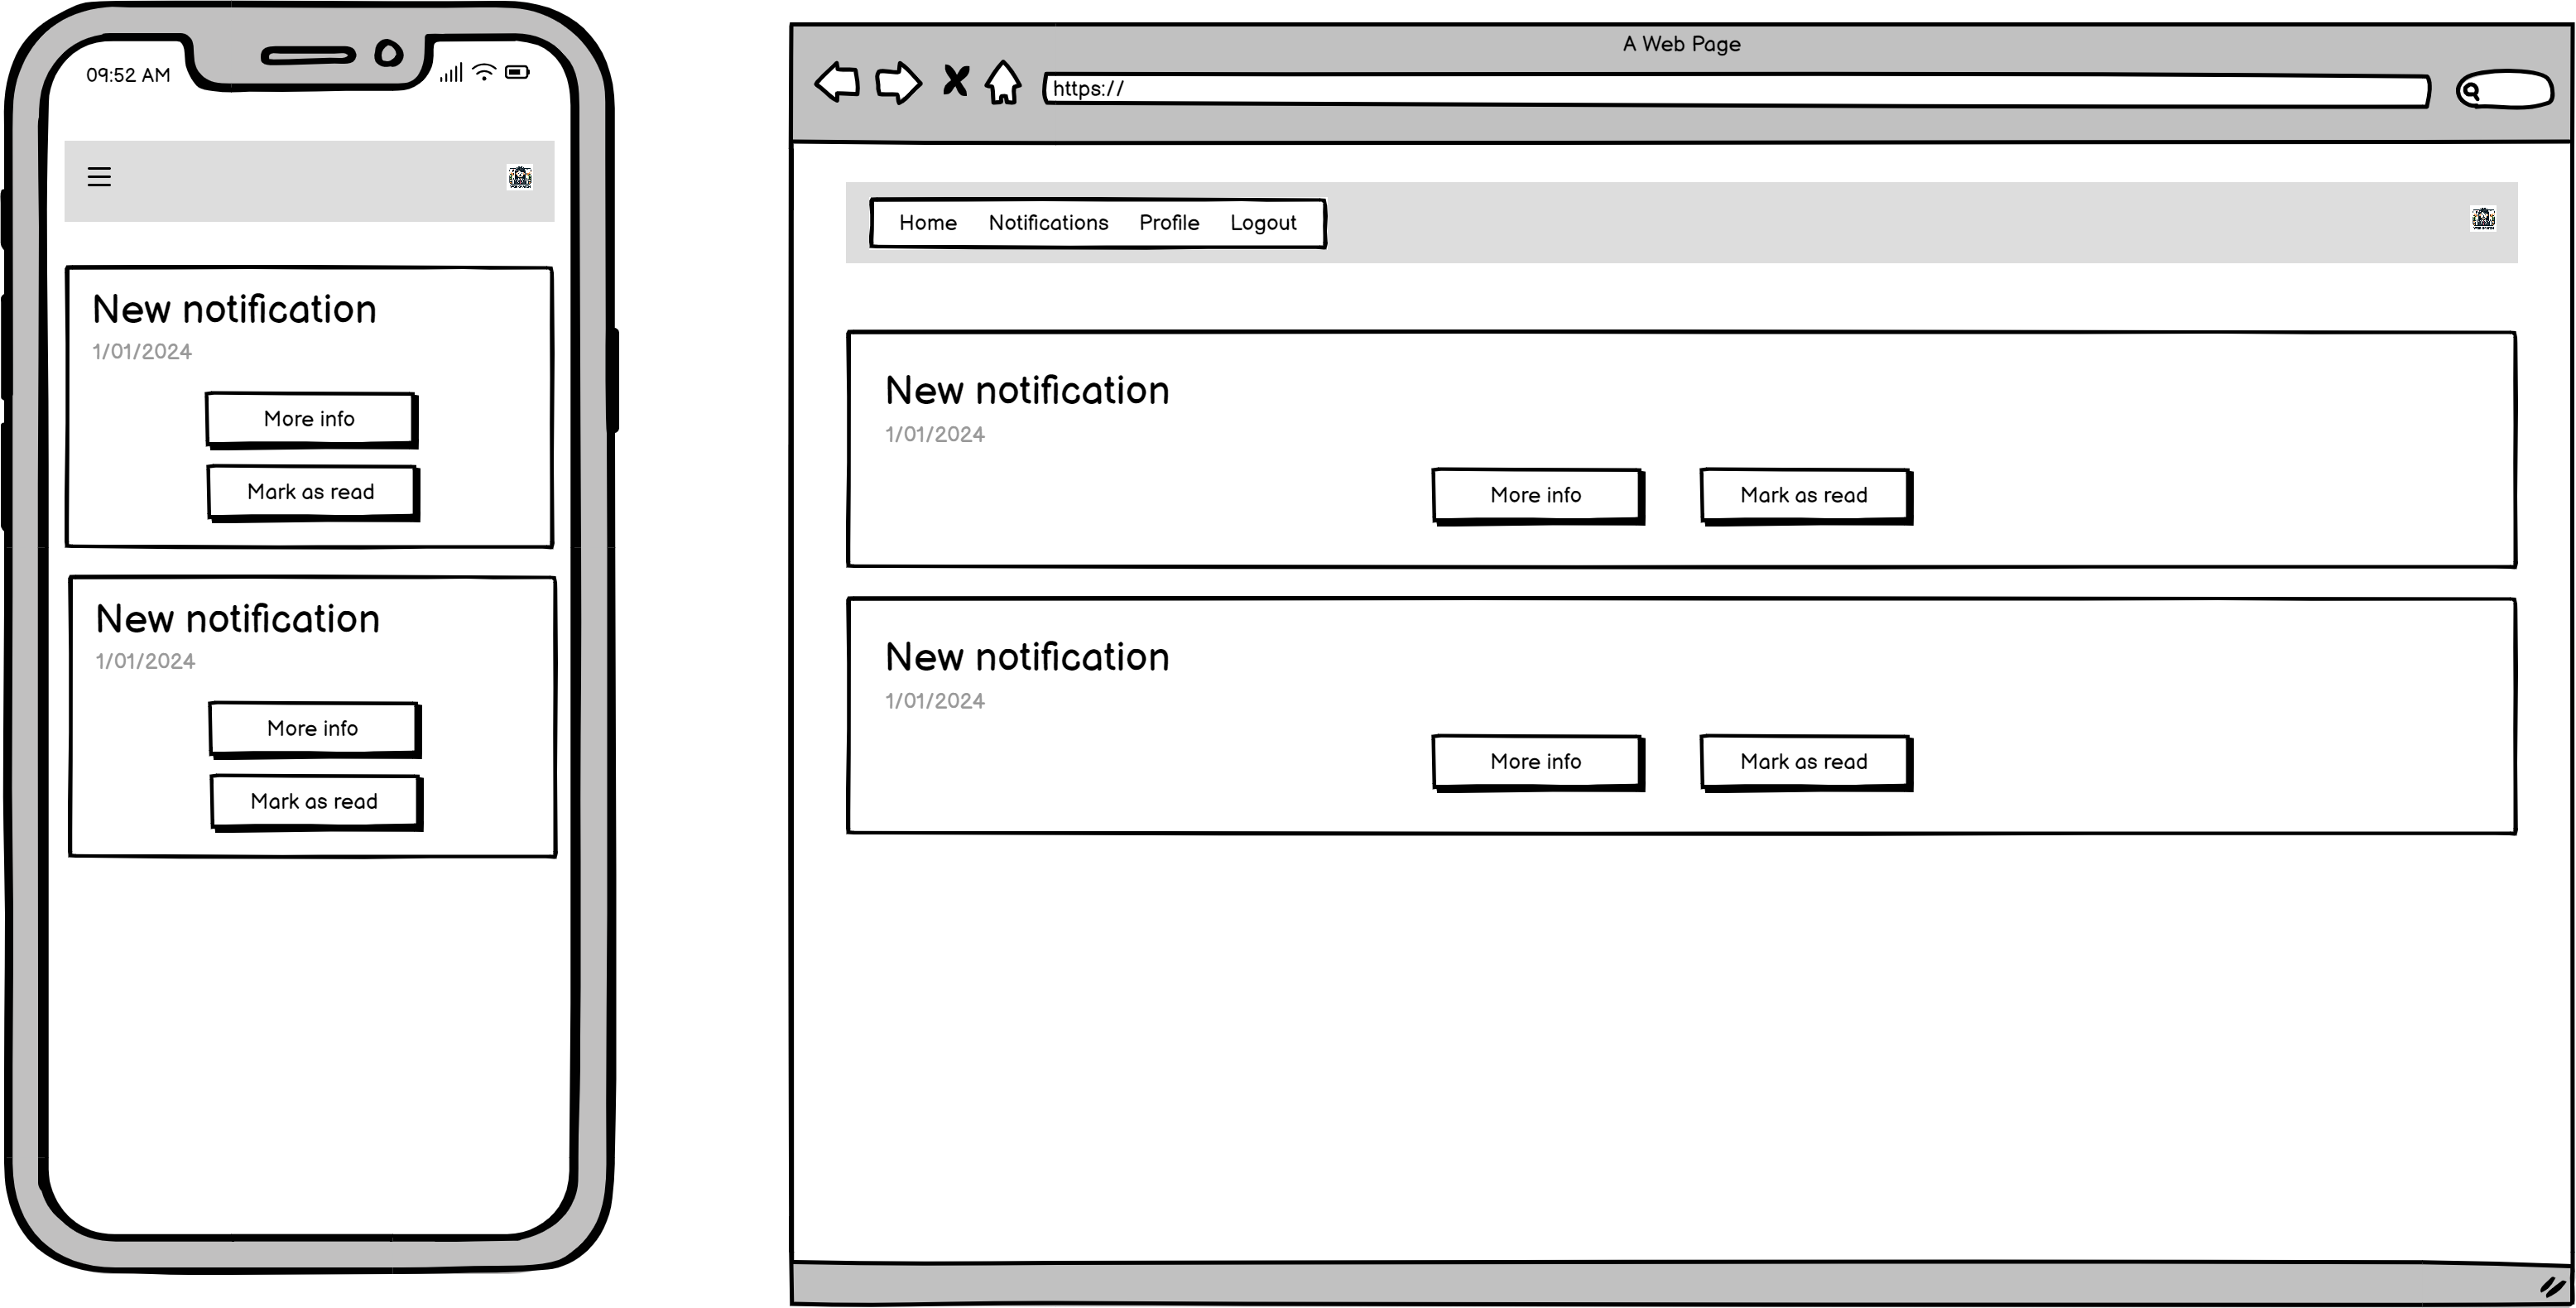 09:52 AM
New notification
1/01/2024
More info
Mark as read
New notification
1/01/2024
More info
Mark as read
A Web Page
https://
Home Notifications Profile Logout
New notification
1/01/2024
More info Mark as read
New notification
1/01/2024
More info Mark as read